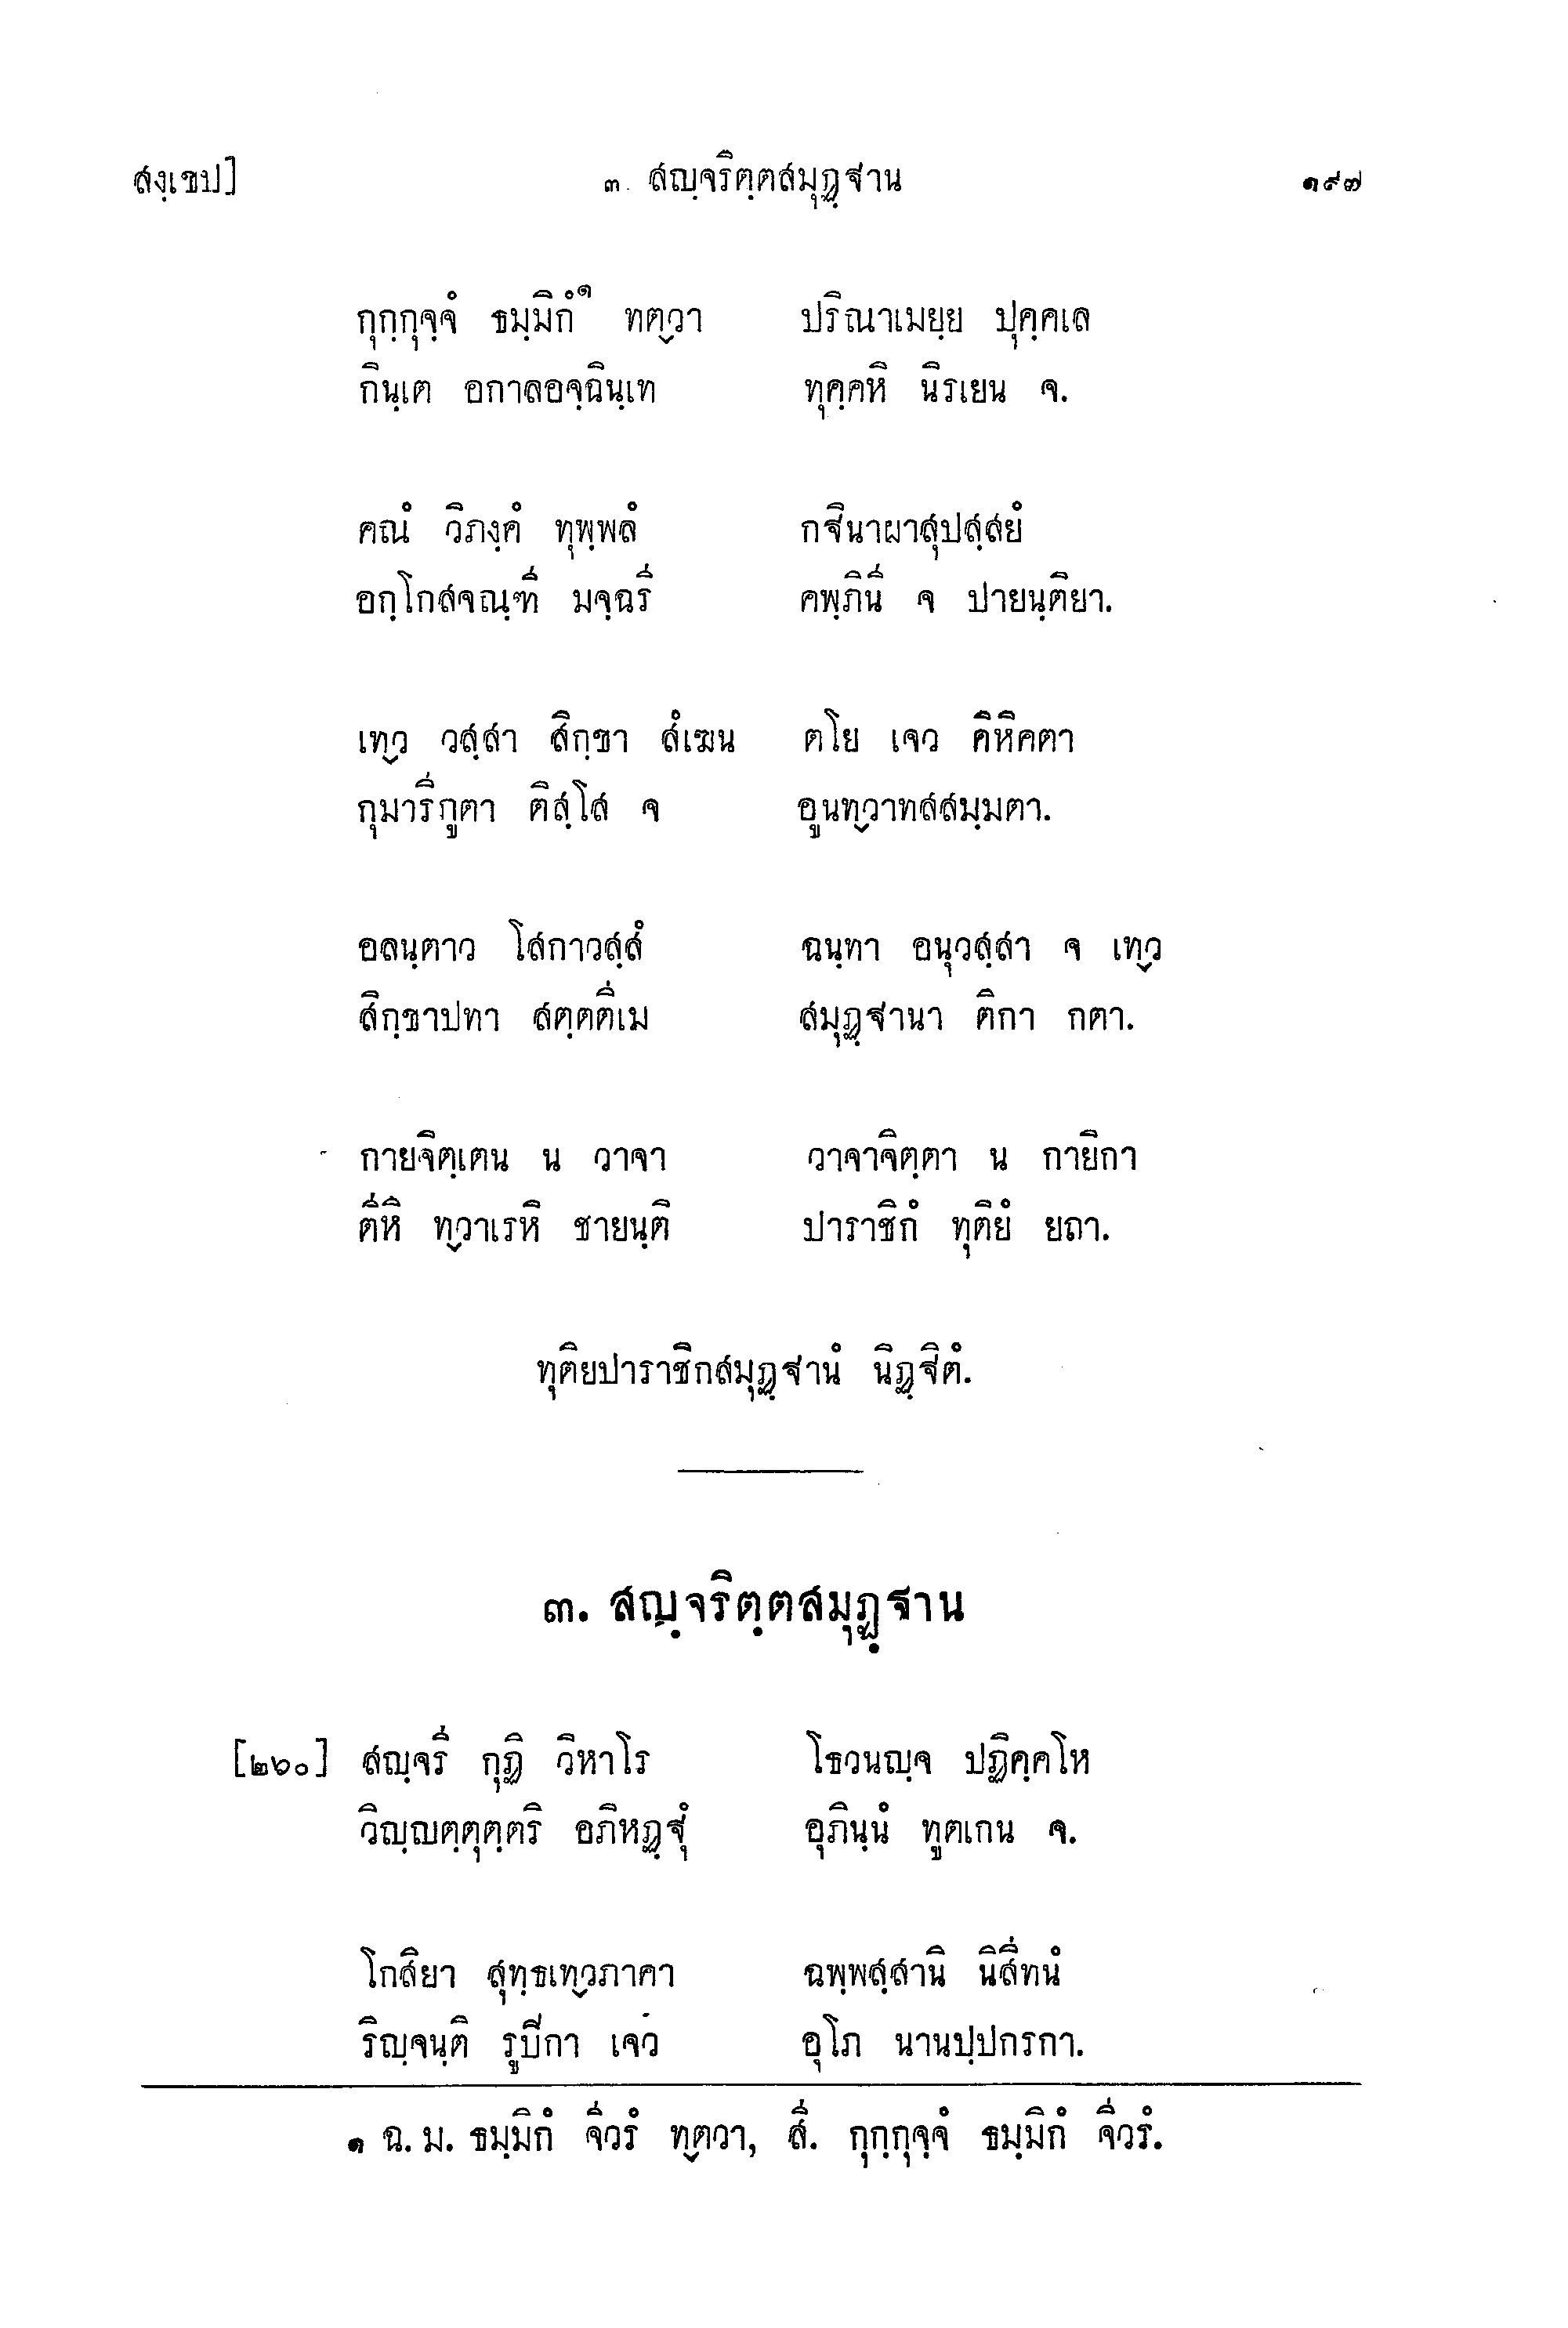 สงฺเขป] ๓. สญฺจริตฺตสมุฏฺฐาน ๑๙๗
กุกฺกุจฺจํ ธมฺมิกํ๑ ทตฺวา ปริณาเมยฺย ปุคฺคเล
กินฺเต อกาลอจฺฉินฺเท ทุคฺคหิ นิรเยน จ.
คณํ วิภงฺคํ ทุพฺพลํ กฐินาผาสุปสฺสยํ
อกฺโกสจณฺฑี มจฺฉรี คพฺภินี จ ปายนฺติยา.
เทฺว วสฺสา สิกฺขา สํเฆน ตโย เจว คิหิคตา
กุมารีภูตา ติสฺโส จ อูนทฺวาทสสมฺมตา.
อลนฺตาว โสกาวสฺสํ ฉนฺทา อนุวสฺสา จ เทฺว
สิกฺขาปทา สตฺตติเม สมุฏฺฐานา ติกา กตา.
กายจิตฺเตน น วาจา วาจาจิตฺตา น กายิกา
ตีหิ ทฺวาเรหิ ชายนฺติ ปาราชิกํ ทุติยํ ยถา.
ทุติยปาราชิกสมุฏฺฐานํ นิฏฺฐิตํ.
๓. สญฺจริตฺตสมุฏฺฐาน
[๒๖๐] สญฺจรี กุฏิ วิหาโร โธวนญฺจ ปฏิคฺคโห
วิญฺญตฺตุตฺตริ อภิหฏฺฐุํ อุภินฺนํ ทูตเกน จ.
โกสิยา สุทฺธเทฺวภาคา ฉพฺพสฺสานิ นิสีทนํ
ริญฺจนฺติ รูปิกา เจว อุโภ นานปฺปกรกา.
๑ ฉ. ม. ธมฺมิกํ จีวรํ ทฺตวา, สี. กุกฺกุจฺจํ ธมฺมิกํ จีวรํ.